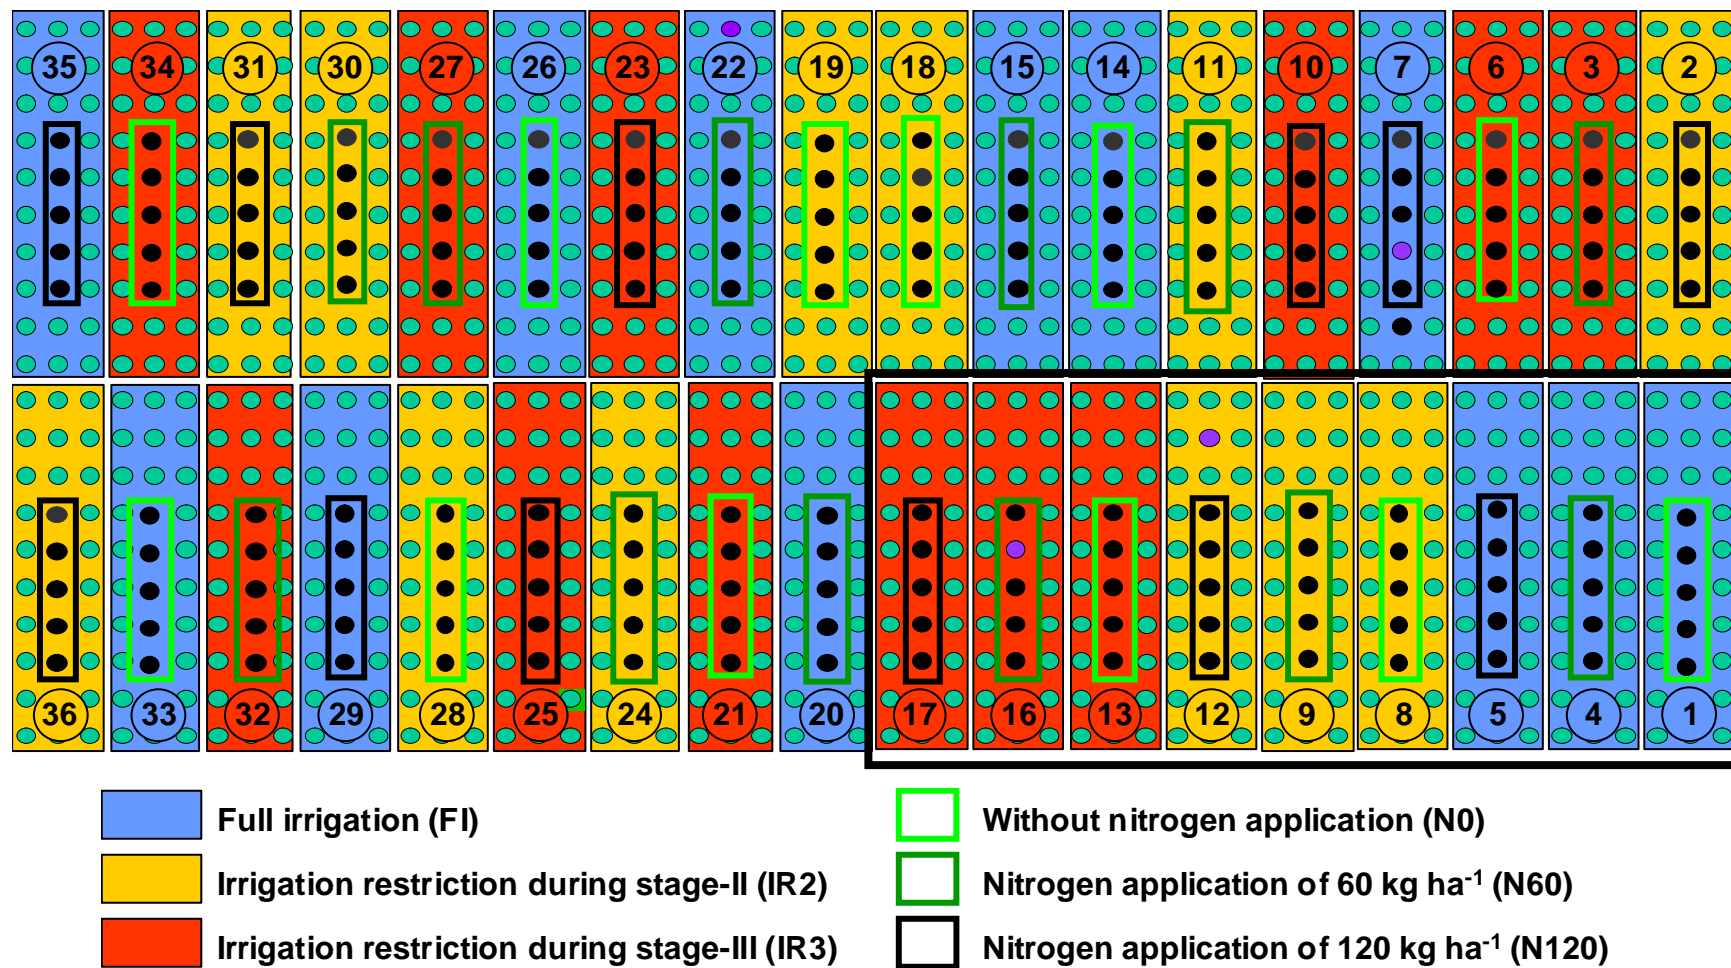 35 34 31 30 27 26 23 22 19 18 15 14 11 10 7 6 3 2
36 33 32 29 28 25 24 21 20 17 16 13 12 9 8 5 4 1
Full irrigation (FI)
Irrigation restriction during stage-II (IR2)
Irrigation restriction during stage-III (IR3)
Without nitrogen application (N0)
Nitrogen application of 60 kg ha⁻¹ (N60)
Nitrogen application of 120 kg ha⁻¹ (N120)